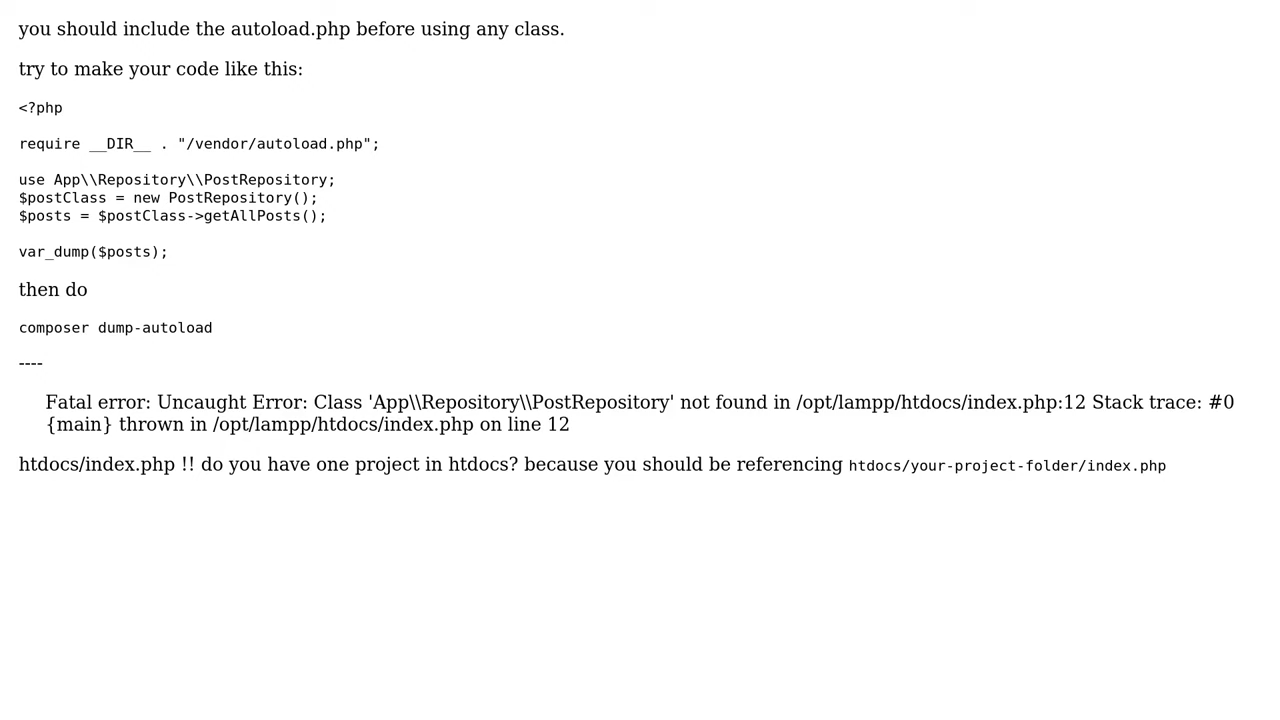 you should include the autoload.php before using any class.
try to make your code like this:
<?php
require __DIR__ . "/vendor/autoload.php";
use App\\Repository\\PostRepository;
$postClass = new PostRepository();
$posts = $postClass->getAllPosts();
var_dump($posts);
then do
composer dump-autoload
----
Fatal error: Uncaught Error: Class 'App\\Repository\\PostRepository' not found in /opt/lampp/htdocs/index.php:12 Stack trace: #0
{main} thrown in /opt/lampp/htdocs/index.php on line 12
htdocs/index.php !! do you have one project in htdocs? because you should be referencing htdocs/your-project-folder/index.php